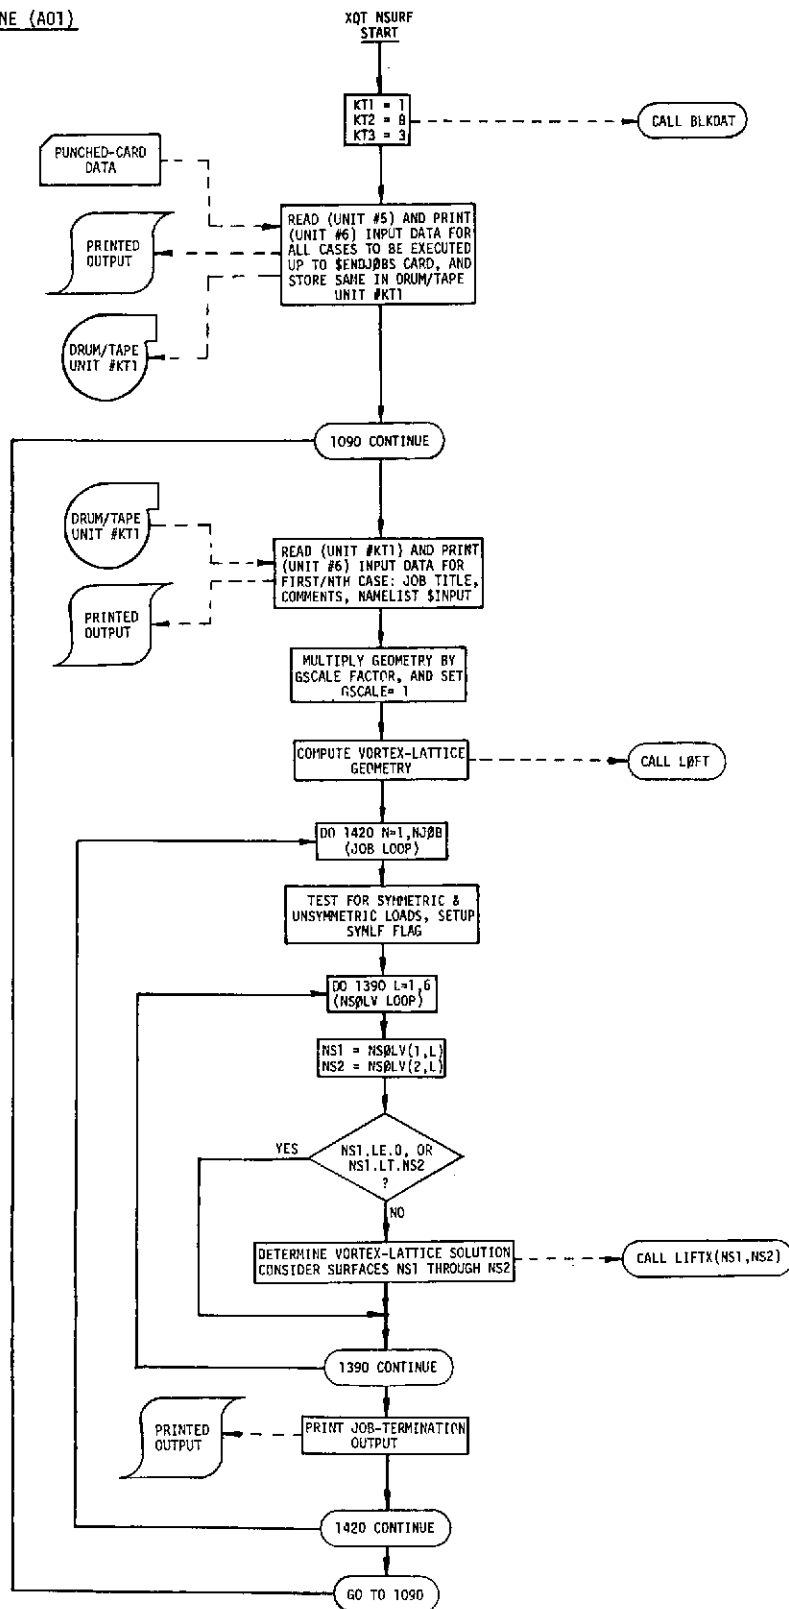 NE (A01)
XQT NSURF
START
KT1 = 1
KT2 = 8
KT3 = 3
CALL BLKDAT
PUNCHED-CARD
DATA
READ (UNIT #5) AND PRINT
(UNIT #6) INPUT DATA FOR
ALL CASES TO BE EXECUTED
UP TO $ENDJØBS CARD, AND
STORE SAME IN DRUM/TAPE
UNIT #KT1
PRINTED
OUTPUT
DRUM/TAPE
UNIT #KT1
1090 CONTINUE
DRUM/TAPE
UNIT #KT1
READ (UNIT #KT1) AND PRINT
(UNIT #6) INPUT DATA FOR
FIRST/NTH CASE: JOB TITLE,
COMMENTS, NAMELIST $INPUT
PRINTED
OUTPUT
MULTIPLY GEOMETRY BY
GSCALE FACTOR, AND SET
GSCALE= 1
COMPUTE VORTEX-LATTICE
GEOMETRY
CALL LØFT
DO 1420 N=1,NJØB
(JOB LOOP)
TEST FOR SYMMETRIC &
UNSYMMETRIC LOADS, SETUP
SYMLF FLAG
DO 1390 L=1,6
(NSØLV LOOP)
NS1 = NSØLV(1,L)
NS2 = NSØLV(2,L)
YES
NS1.LE.0, OR
NS1.LT.NS2
?
NO
DETERMINE VORTEX-LATTICE SOLUTION
CONSIDER SURFACES NS1 THROUGH NS2
CALL LIFTX(NS1,NS2)
1390 CONTINUE
PRINTED
OUTPUT
PRINT JOB-TERMINATION
OUTPUT
1420 CONTINUE
GO TO 1090